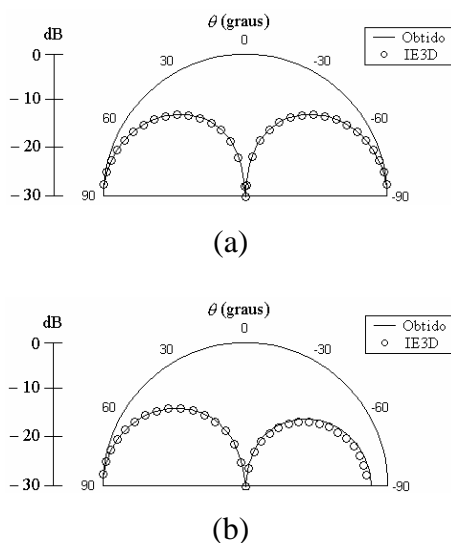 θ (graus)
dB
0
0
30
-30
Obtido
IE3D
– 10
60
-60
– 20
– 30
90
-90
(a)
θ (graus)
dB
0
0
30
-30
Obtido
IE3D
– 10
60
-60
– 20
– 30
90
-90
(b)